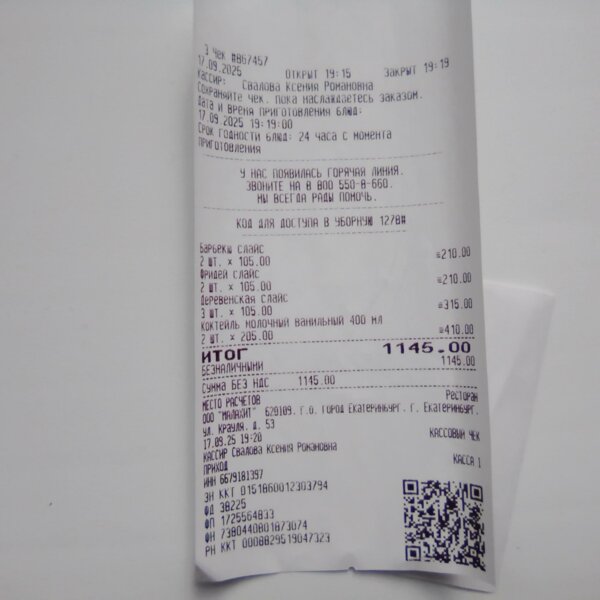 3 Чек #867457
17.09.2025 Открыт 19:15 Закрыт 19:19
Кассир: Свалова Ксения Романовна
Сохраняйте чек, пока наслаждаетесь заказом.
Дата и время приготовления блюд:
17.09.2025 19:19:00
Срок годности блюд: 24 часа с момента
приготовления
У нас появилась горячая линия.
Звоните на 8 800 550-8-660.
Мы всегда рады помочь.
Код для доступа в уборную 1278#
Барбекю слайс
2 шт. × 105.00 =210.00
Фридей слайс
2 шт. × 105.00 =210.00
Деревенская слайс
3 шт. × 105.00 =315.00
Коктейль молочный ванильный 400 мл
2 шт. × 205.00 =410.00
ИТОГ 1145.00
БЕЗНАЛИЧНЫМИ 1145.00
Сумма БЕЗ НДС 1145.00
МЕСТО РАСЧЕТОВ Ресторан
ООО "МАЛАХИТ" 620109, Г.О. ГОРОД Екатеринбург, г. Екатеринбург,
ул. Крауля, д. 53
17.09.25 19:20 КАССОВЫЙ ЧЕК
КАССИР Свалова Ксения Романовна
ПРИХОД КАССА 1
ИНН 6679181397
ЗН ККТ 0151860012303794
ФД 38225
ФП 1725564833
ФН 7380440801873074
РН ККТ 0008829519047323